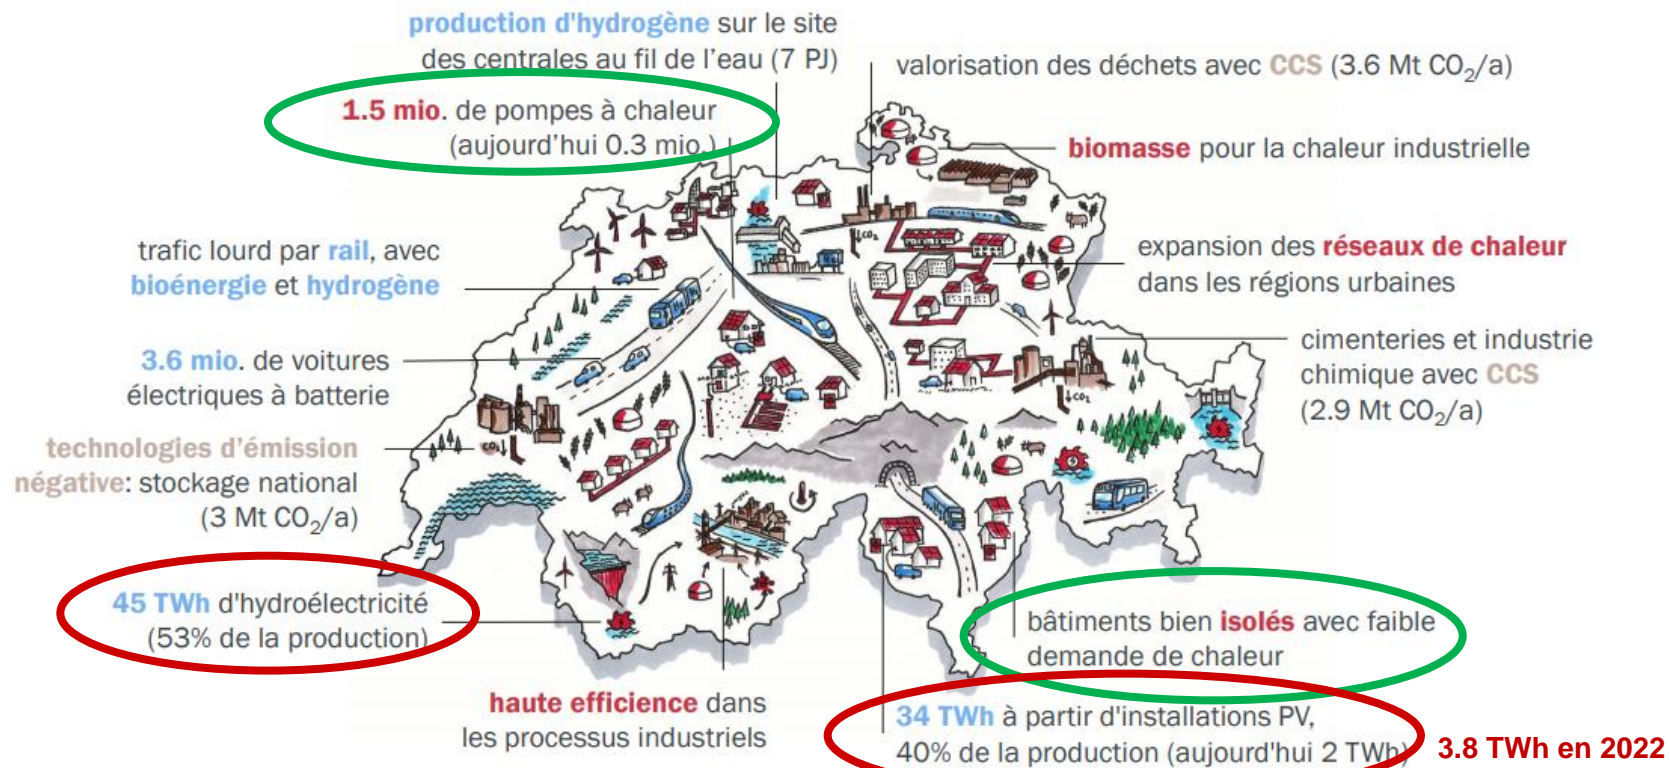 production d'hydrogène sur le site
des centrales au fil de l’eau (7 PJ)
valorisation des déchets avec CCS (3.6 Mt CO₂/a)
1.5 mio. de pompes à chaleur
(aujourd’hui 0.3 mio.)
biomasse pour la chaleur industrielle
trafic lourd par rail, avec
bioénergie et hydrogène
expansion des réseaux de chaleur
dans les régions urbaines
3.6 mio. de voitures
électriques à batterie
cimenteries et industrie
chimique avec CCS
(2.9 Mt CO₂/a)
technologies d’émission
négative: stockage national
(3 Mt CO₂/a)
CO₂
CO₂
CO₂
45 TWh d'hydroélectricité
(53% de la production)
bâtiments bien isolés avec faible
demande de chaleur
haute efficience dans
les processus industriels
34 TWh à partir d'installations PV,
40% de la production (aujourd'hui 2 TWh)
3.8 TWh en 2022